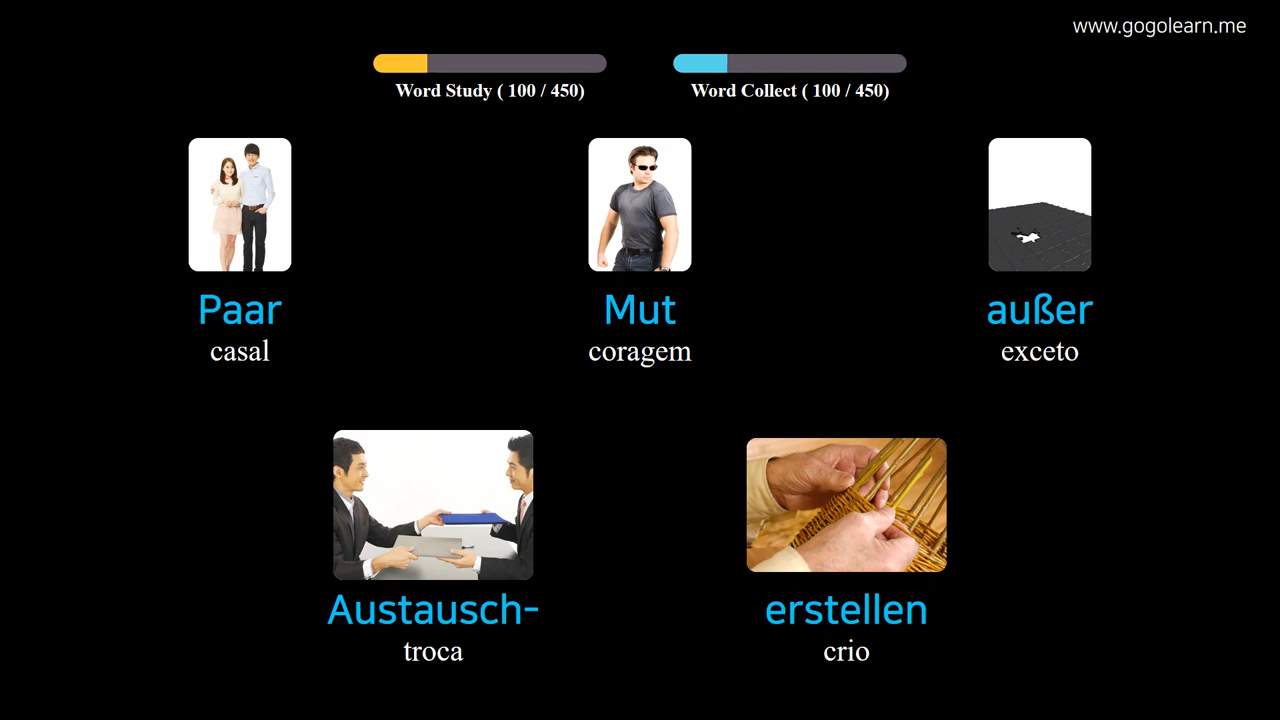 www.gogolearn.me
Word Study ( 100 / 450)
Word Collect ( 100 / 450)
Paar
casal
Mut
coragem
außer
exceto
Austausch-
troca
erstellen
crio